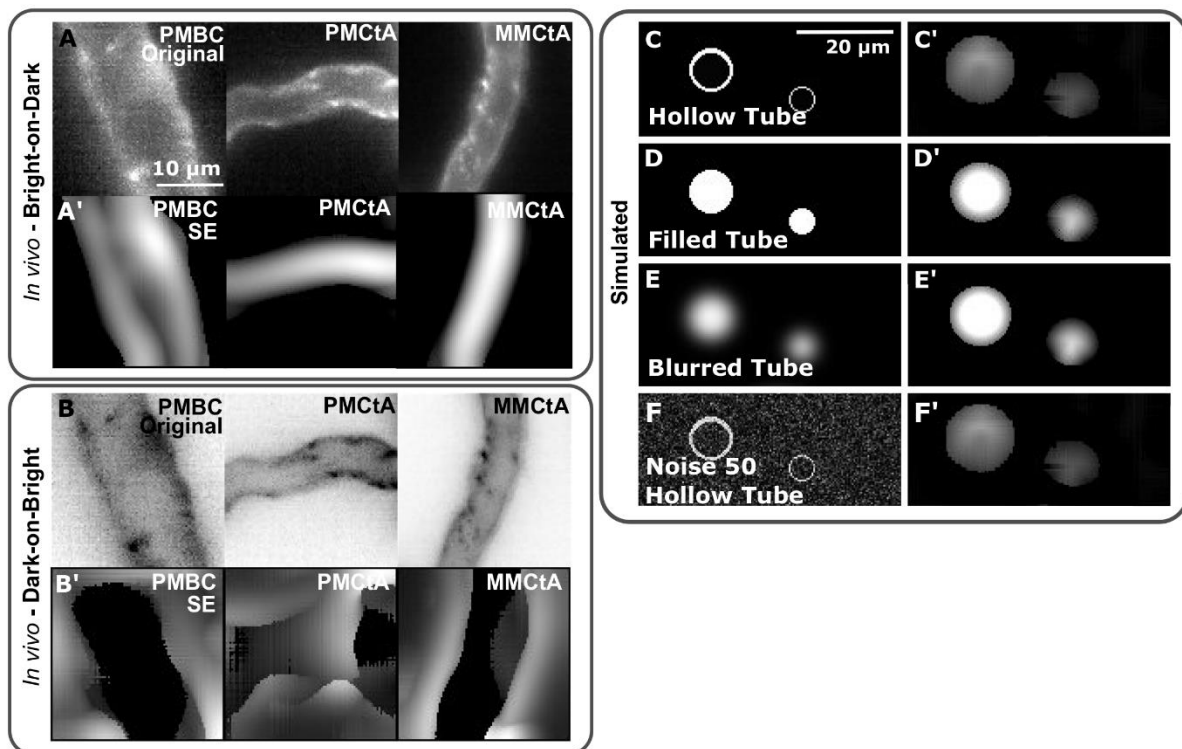 In vivo - Bright-on-Dark
A
PMBC
Original
PMCtA
MMCtA
10 µm
A'
PMBC
SE
PMCtA
MMCtA
In vivo - Dark-on-Bright
B
PMBC
Original
PMCtA
MMCtA
B'
PMBC
SE
PMCtA
MMCtA
Simulated
C
20 µm
Hollow Tube
C'
D
Filled Tube
D'
E
Blurred Tube
E'
F
Noise 50
Hollow Tube
F'